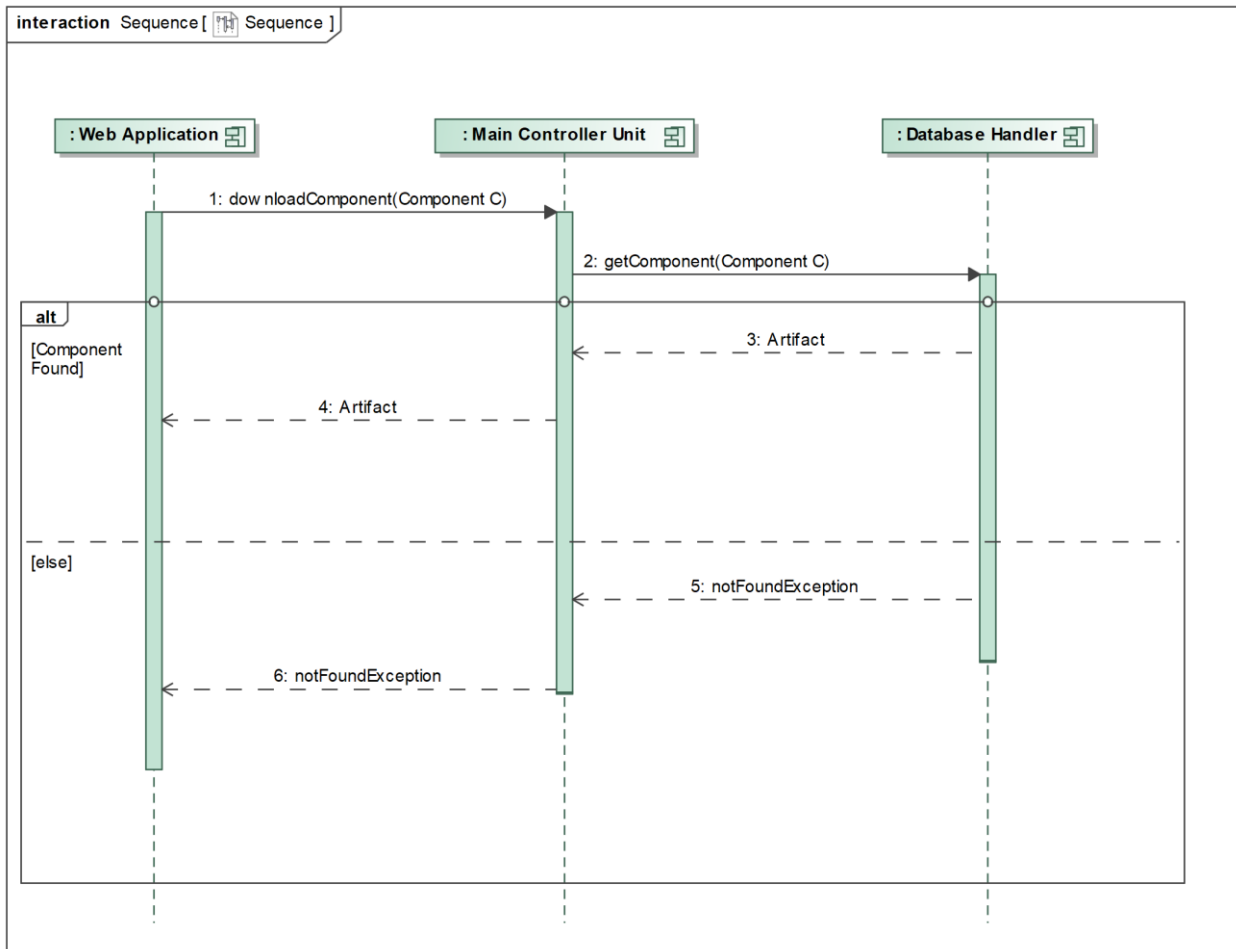 interaction Sequence [ Sequence ]
: Web Application
: Main Controller Unit
: Database Handler
1: dow nloadComponent(Component C)
2: getComponent(Component C)
alt
[Component
Found]
3: Artifact
4: Artifact
[else]
5: notFoundException
6: notFoundException